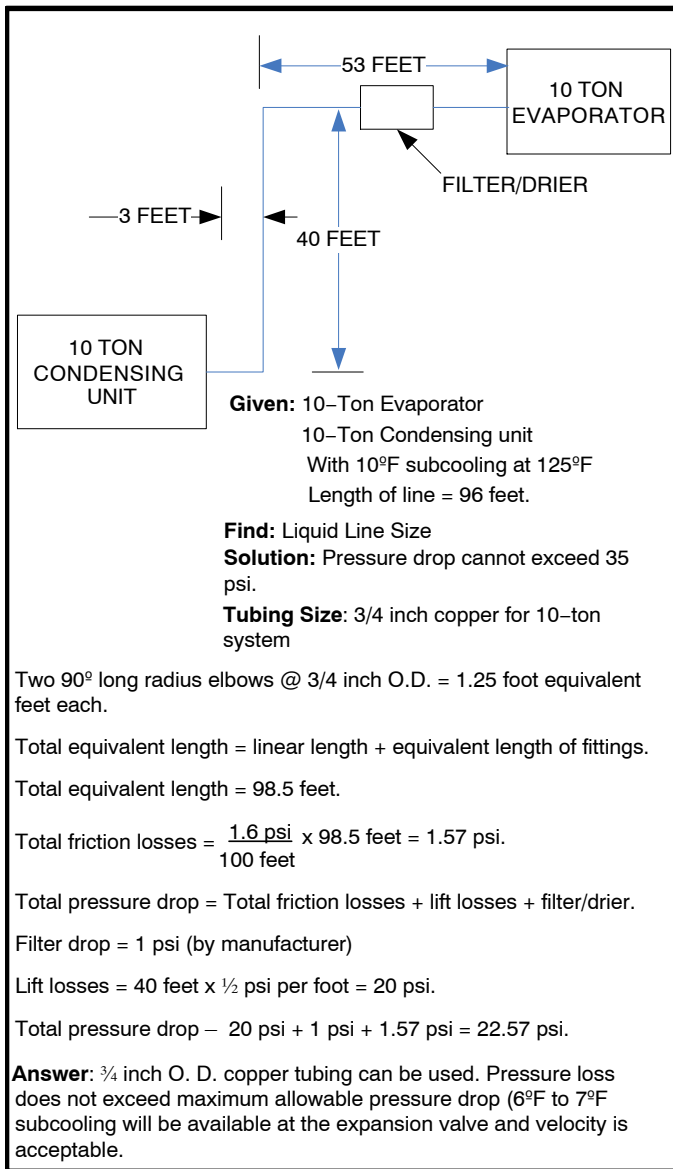 53 FEET
10 TON
EVAPORATOR
FILTER/DRIER
3 FEET
40 FEET
10 TON
CONDENSING
UNIT
Given: 10–Ton Evaporator
10–Ton Condensing unit
With 10ºF subcooling at 125ºF
Length of line = 96 feet.
Find: Liquid Line Size
Solution: Pressure drop cannot exceed 35
psi.
Tubing Size: 3/4 inch copper for 10–ton
system
Two 90º long radius elbows @ 3/4 inch O.D. = 1.25 foot equivalent
feet each.
Total equivalent length = linear length + equivalent length of fittings.
Total equivalent length = 98.5 feet.
Total friction losses = 1.6 psi x 98.5 feet = 1.57 psi.
100 feet
Total pressure drop = Total friction losses + lift losses + filter/drier.
Filter drop = 1 psi (by manufacturer)
Lift losses = 40 feet x ½ psi per foot = 20 psi.
Total pressure drop – 20 psi + 1 psi + 1.57 psi = 22.57 psi.
Answer: ¾ inch O. D. copper tubing can be used. Pressure loss
does not exceed maximum allowable pressure drop (6ºF to 7ºF
subcooling will be available at the expansion valve and velocity is
acceptable.